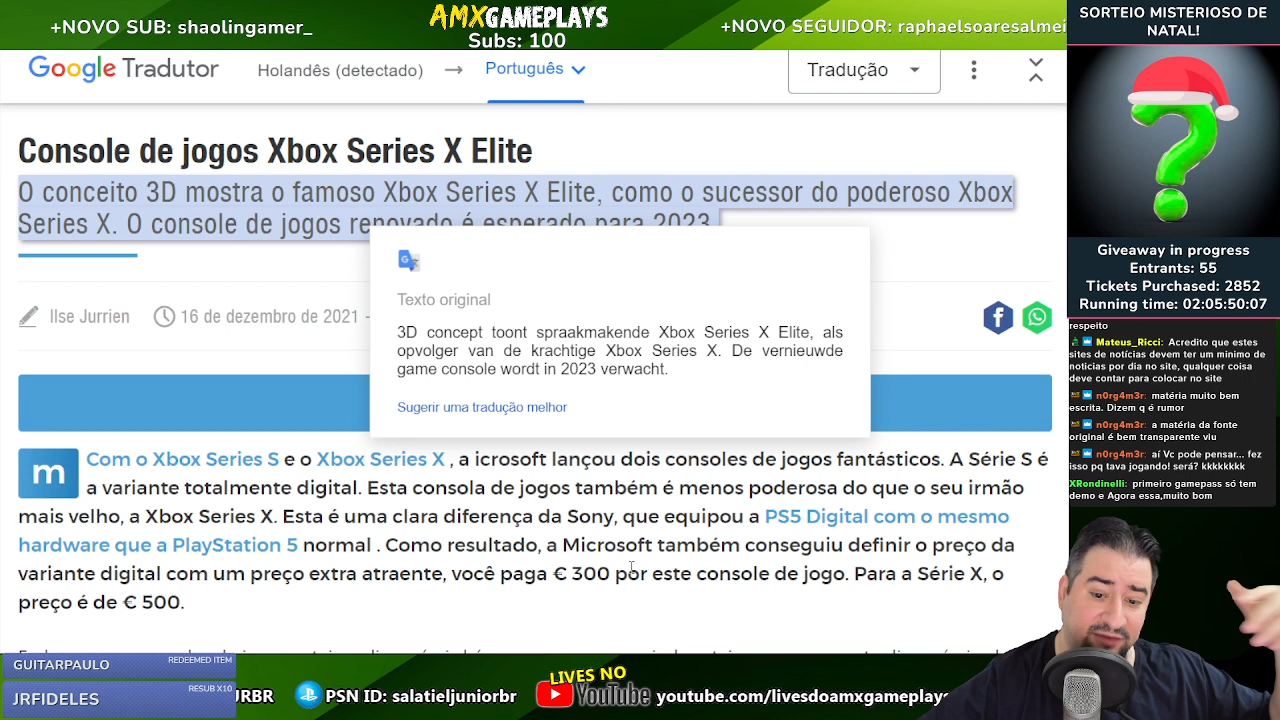 +NOVO SUB: shaolingamer_
AMXGAMEPLAYS
Subs: 100
+NOVO SEGUIDOR: raphaelsoaresalmei
SORTEIO MISTERIOSO DE
NATAL!
Google Tradutor
Holandês (detectado) → Português
Tradução
Console de jogos Xbox Series X Elite
O conceito 3D mostra o famoso Xbox Series X Elite, como o sucessor do poderoso Xbox
Series X. O console de jogos renovado é esperado para 2023.
Texto original
3D concept toont spraakmakende Xbox Series X Elite, als
opvolger van de krachtige Xbox Series X. De vernieuwde
game console wordt in 2023 verwacht.
Sugerir uma tradução melhor
Ilse Jurrien
16 de dezembro de 2021 -
m
Com o Xbox Series S e o Xbox Series X , a icrosoft lançou dois consoles de jogos fantásticos. A Série S é
a variante totalmente digital. Esta consola de jogos também é menos poderosa do que o seu irmão
mais velho, a Xbox Series X. Esta é uma clara diferença da Sony, que equipou a PS5 Digital com o mesmo
hardware que a PlayStation 5 normal . Como resultado, a Microsoft também conseguiu definir o preço da
variante digital com um preço extra atraente, você paga € 300 por este console de jogo. Para a Série X, o
preço é de € 500.
Giveaway in progress
Entrants: 55
Tickets Purchased: 2852
Running time: 02:05:50:07
respeito
Mateus_Ricci: Acredito que estes
sites de notícias devem ter um minimo de
noticias por dia no site, qualquer coisa
deve contar para colocar no site
n0rg4m3r: matéria muito bem
escrita. Dizem q é rumor
n0rg4m3r: a matéria da fonte
original é bem transparente viu
n0rg4m3r: aí Vc pode pensar... fez
isso pq tava jogando! será? kkkkkkkk
XRondinelli: primeiro gamepass só tem
demo e Agora essa,muito bom
GUITARPAULO
REDEEMED ITEM
JRFIDELES
RESUB X10
URBR
PSN ID: salatieljuniorbr
LIVES NO
YouTube
youtube.com/livesdoamxgameplays